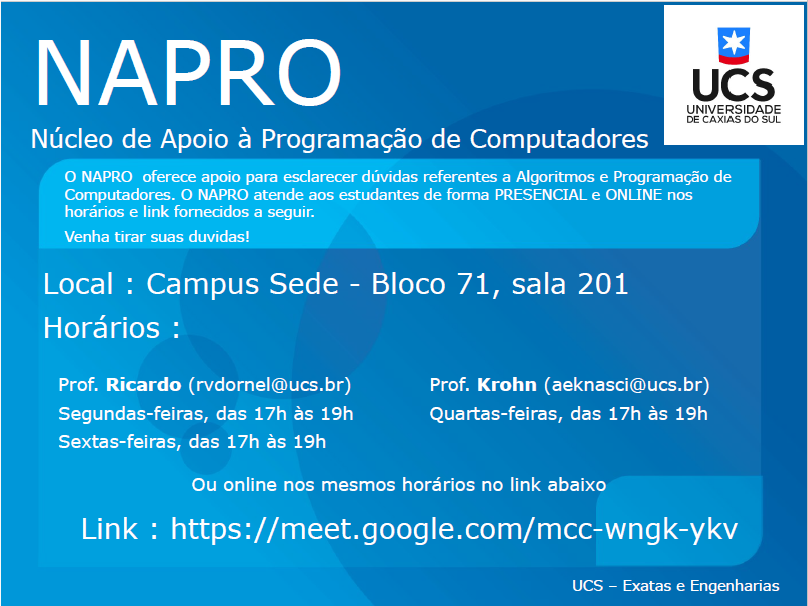 NAPRO
UCS
UNIVERSIDADE
DE CAXIAS DO SUL
Núcleo de Apoio à Programação de Computadores
O NAPRO oferece apoio para esclarecer dúvidas referentes a Algoritmos e Programação de
Computadores. O NAPRO atende aos estudantes de forma PRESENCIAL e ONLINE nos
horários e link fornecidos a seguir.
Venha tirar suas duvidas!
Local : Campus Sede - Bloco 71, sala 201
Horários :
Prof. Ricardo (rvdornel@ucs.br)
Segundas-feiras, das 17h às 19h
Sextas-feiras, das 17h às 19h
Prof. Krohn (aeknasci@ucs.br)
Quartas-feiras, das 17h às 19h
Ou online nos mesmos horários no link abaixo
Link : https://meet.google.com/mcc-wngk-ykv
UCS – Exatas e Engenharias